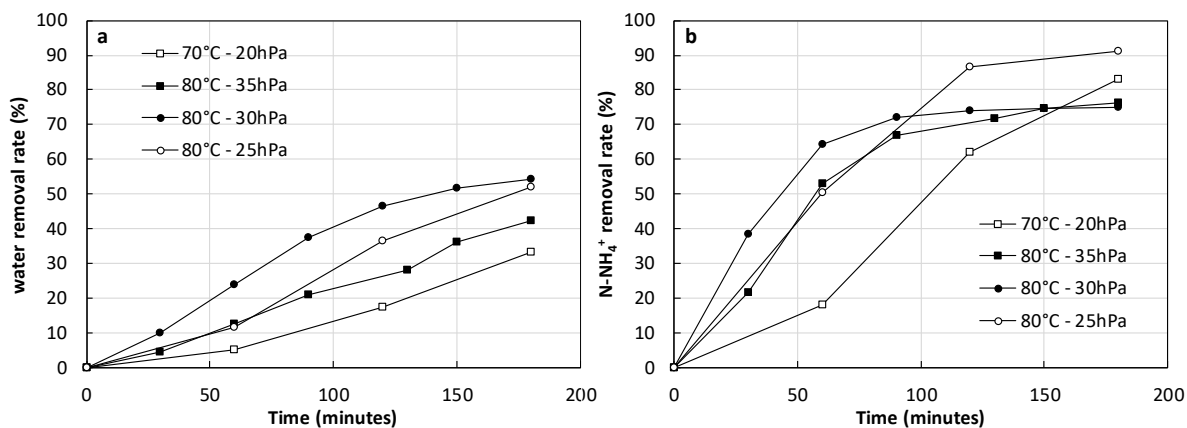 a
water removal rate (%)
100
90
80
70
60
50
40
30
20
10
0
70°C - 20hPa
80°C - 35hPa
80°C - 30hPa
80°C - 25hPa
0 50 100 150 200
Time (minutes)
b
N-NH₄⁺ removal rate (%)
100
90
80
70
60
50
40
30
20
10
0
70°C - 20hPa
80°C - 35hPa
80°C - 30hPa
80°C - 25hPa
0 50 100 150 200
Time (minutes)